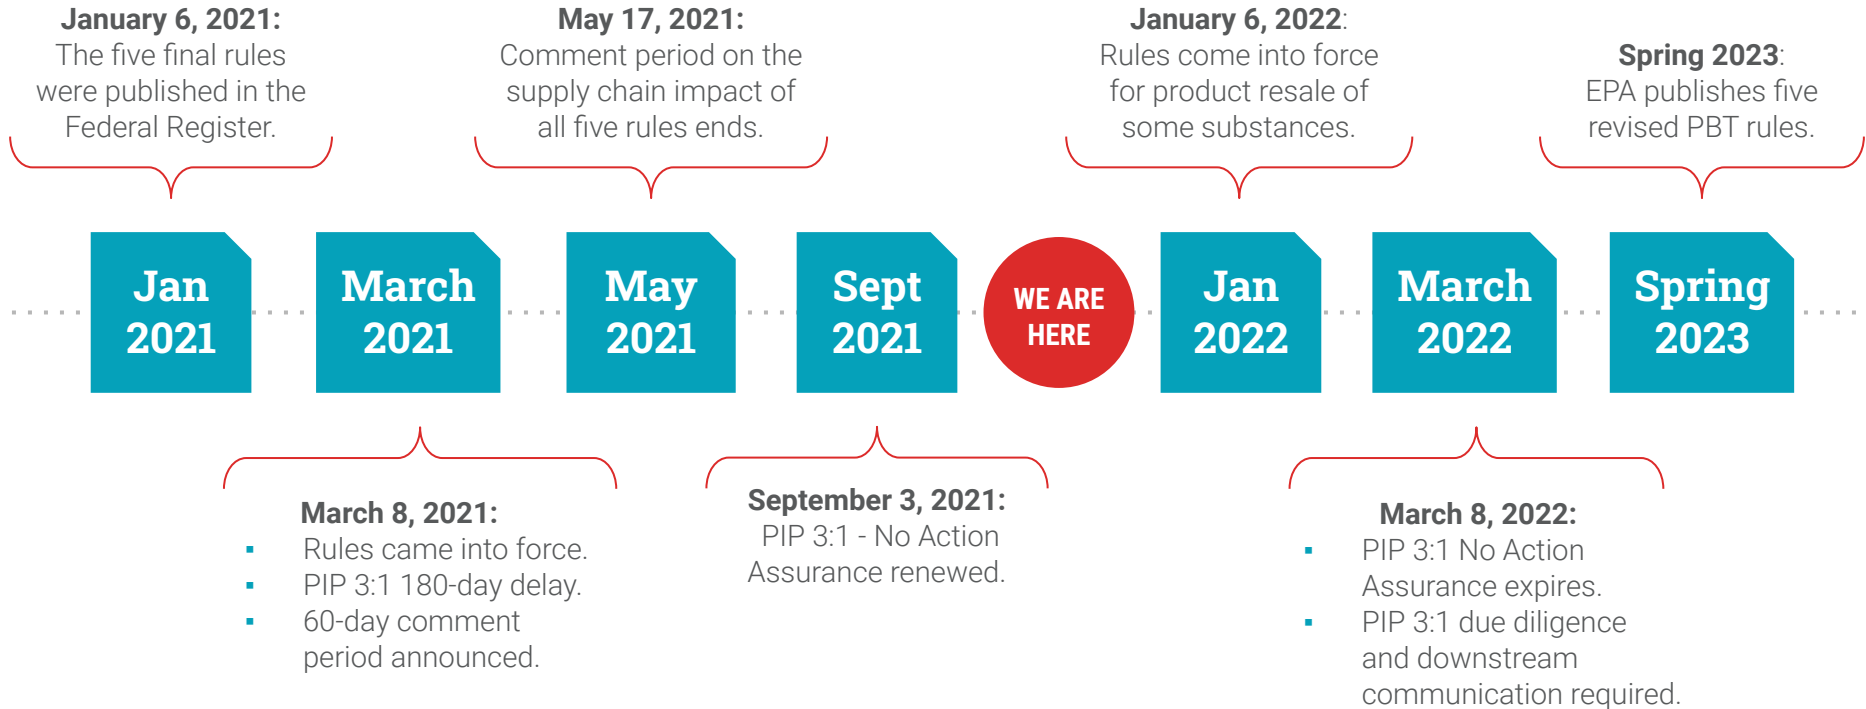 January 6, 2021:
The five final rules
were published in the
Federal Register.
May 17, 2021:
Comment period on the
supply chain impact of
all five rules ends.
January 6, 2022:
Rules come into force
for product resale of
some substances.
Spring 2023:
EPA publishes five
revised PBT rules.
Jan
2021
March
2021
May
2021
Sept
2021
WE ARE
HERE
Jan
2022
March
2022
Spring
2023
March 8, 2021:
▪ Rules came into force.
▪ PIP 3:1 180-day delay.
▪ 60-day comment
period announced.
September 3, 2021:
PIP 3:1 - No Action
Assurance renewed.
March 8, 2022:
▪ PIP 3:1 No Action
Assurance expires.
▪ PIP 3:1 due diligence
and downstream
communication required.